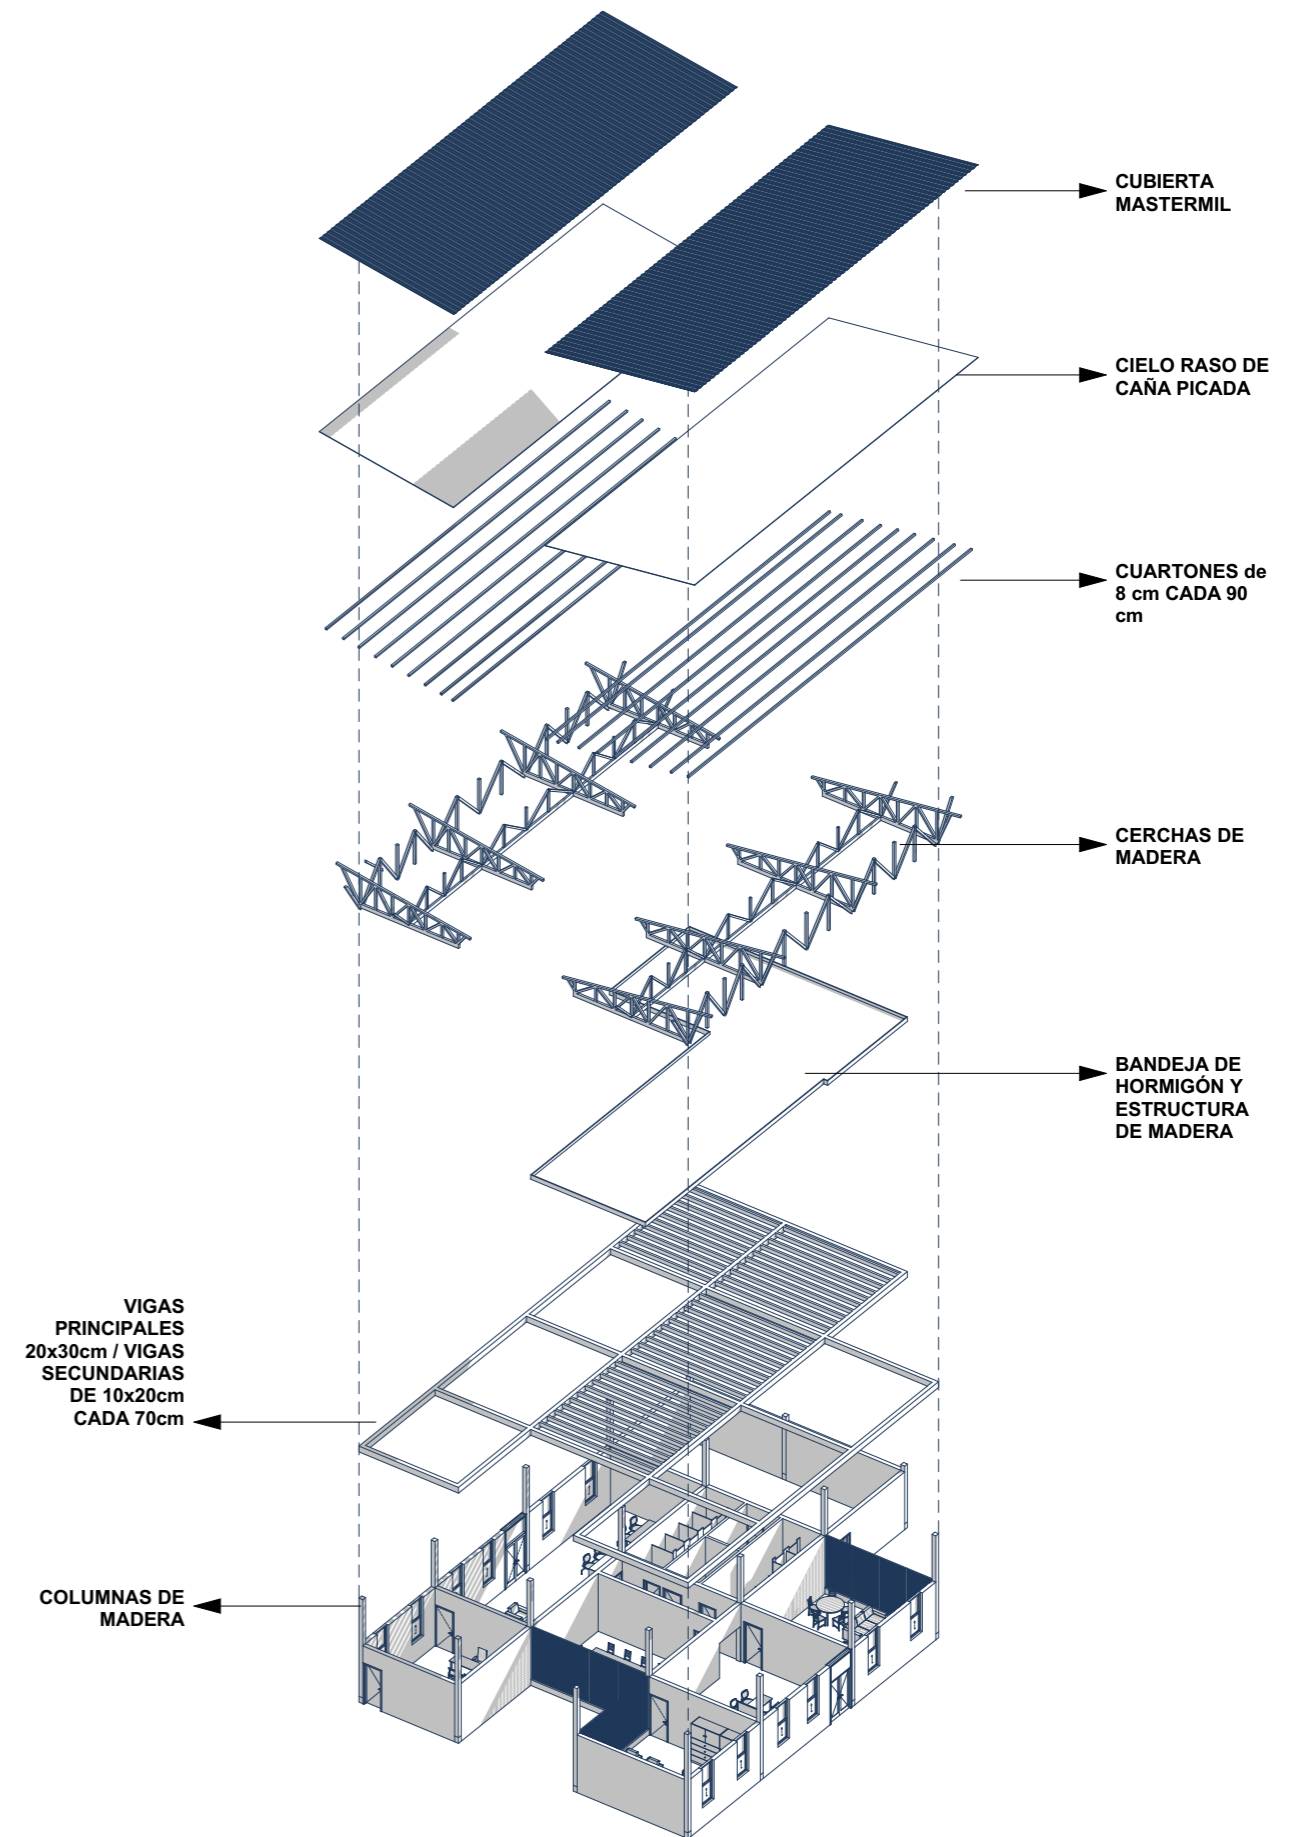 CUBIERTA
MASTERMIL
CIELO RASO DE
CAÑA PICADA
CUARTONES de
8 cm CADA 90
cm
CERCHAS DE
MADERA
BANDEJA DE
HORMIGÓN Y
ESTRUCTURA
DE MADERA
VIGAS
PRINCIPALES
20x30cm / VIGAS
SECUNDARIAS
DE 10x20cm
CADA 70cm
COLUMNAS DE
MADERA